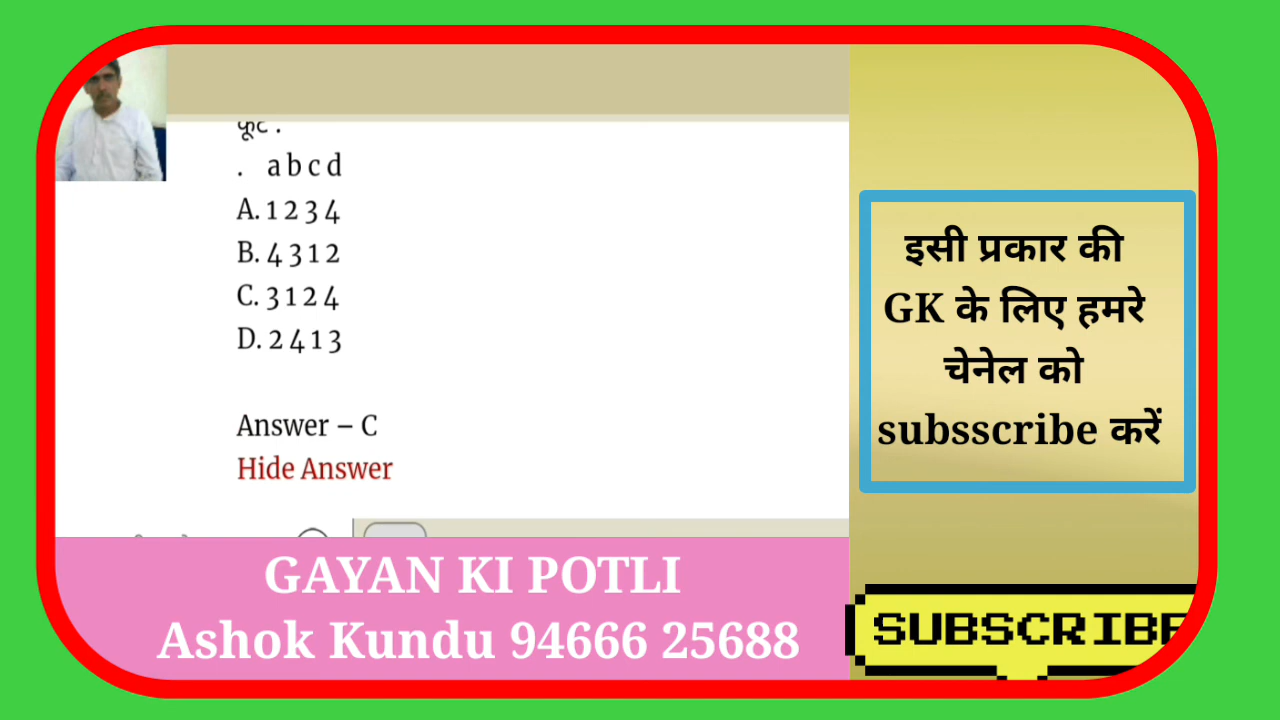 कूट .
. a b c d
A. 1 2 3 4
B. 4 3 1 2
C. 3 1 2 4
D. 2 4 1 3
Answer – C
Hide Answer
इसी प्रकार की
GK के लिए हमरे
चेनेल को
subsscribe करें
GAYAN KI POTLI
Ashok Kundu 94666 25688
SUBSCRIBE